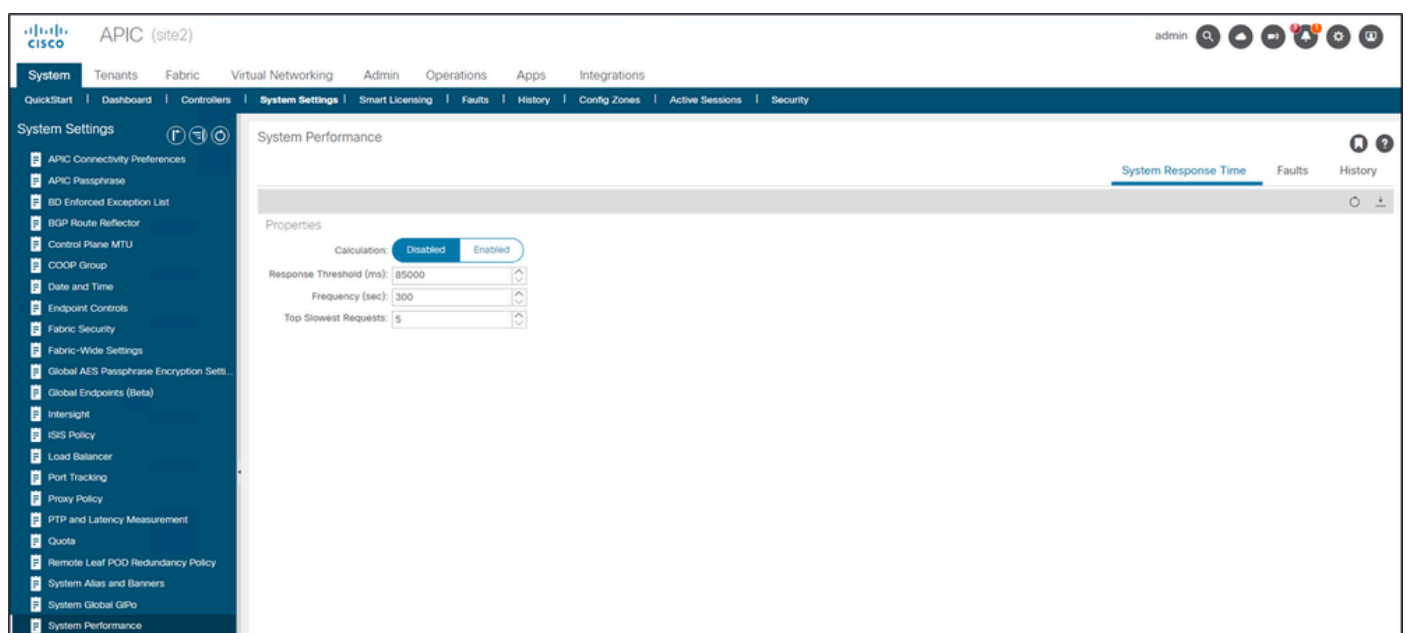 CISCO
APIC (site2)
admin
System Tenants Fabric Virtual Networking Admin Operations Apps Integrations
QuickStart | Dashboard | Controllers | System Settings | Smart Licensing | Faults | History | Config Zones | Active Sessions | Security
System Settings
APIC Connectivity Preferences
APIC Passphrase
BD Enforced Exception List
BGP Route Reflector
Control Plane MTU
COOP Group
Date and Time
Endpoint Controls
Fabric Security
Fabric-Wide Settings
Global AES Passphrase Encryption Setti...
Global Endpoints (Beta)
Intersight
ISIS Policy
Load Balancer
Port Tracking
Proxy Policy
PTP and Latency Measurement
Quota
Remote Leaf POD Redundancy Policy
System Alias and Banners
System Global GIPo
System Performance
System Performance
System Response Time Faults History
Properties
Calculation: Disabled Enabled
Response Threshold (ms): 85000
Frequency (sec): 300
Top Slowest Requests: 5